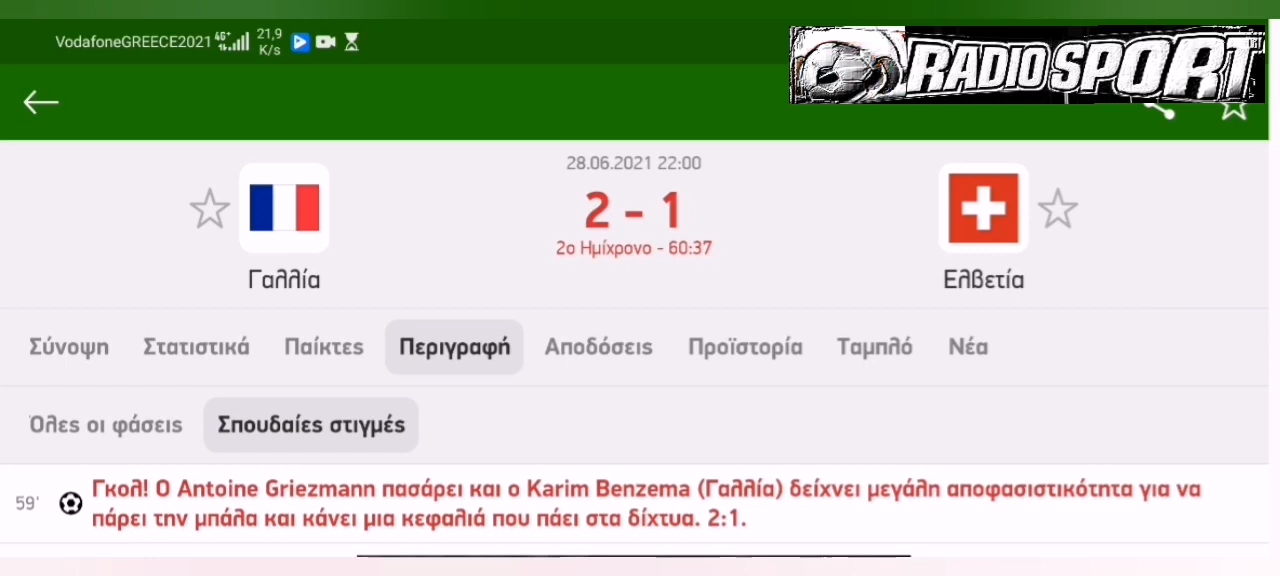 VodafoneGREECE2021 4G+ 21,9 K/s
RADIO SPORT
28.06.2021 22:00
2 - 1
2ο Ημίχρονο - 60:37
Γαλλία
Ελβετία
Σύνοψη Στατιστικά Παίκτες Περιγραφή Αποδόσεις Προϊστορία Ταμπλό Νέα
Όλες οι φάσεις Σπουδαίες στιγμές
59' Γκολ! Ο Antoine Griezmann πασάρει και ο Karim Benzema (Γαλλία) δείχνει μεγάλη αποφασιστικότητα για να
πάρει την μπάλα και κάνει μια κεφαλιά που πάει στα δίχτυα. 2:1.